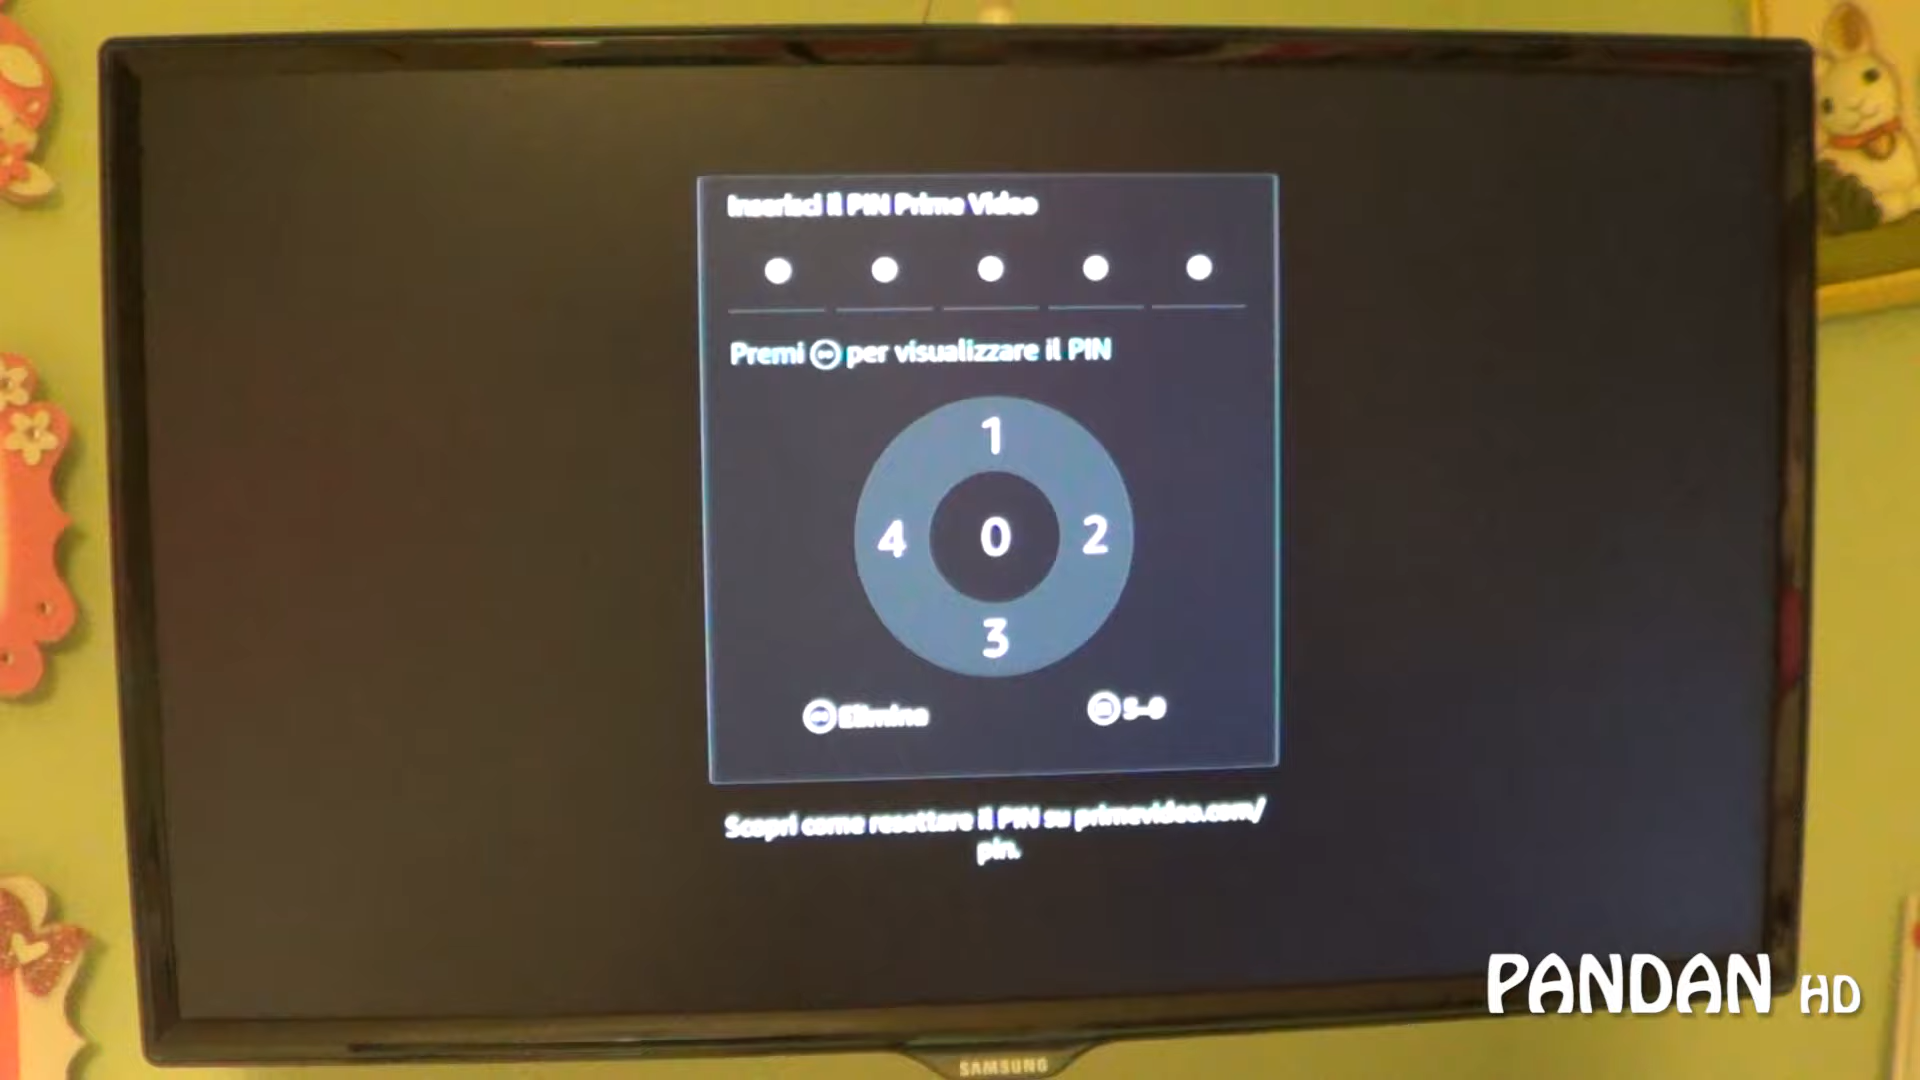 Inserisci il PIN Prime Video
Premi per visualizzare il PIN
1
4 0 2
3
Elimina 5-9
Scopri come resettare il PIN su primevideo.com/
pin.
PANDAN HD
SAMSUNG